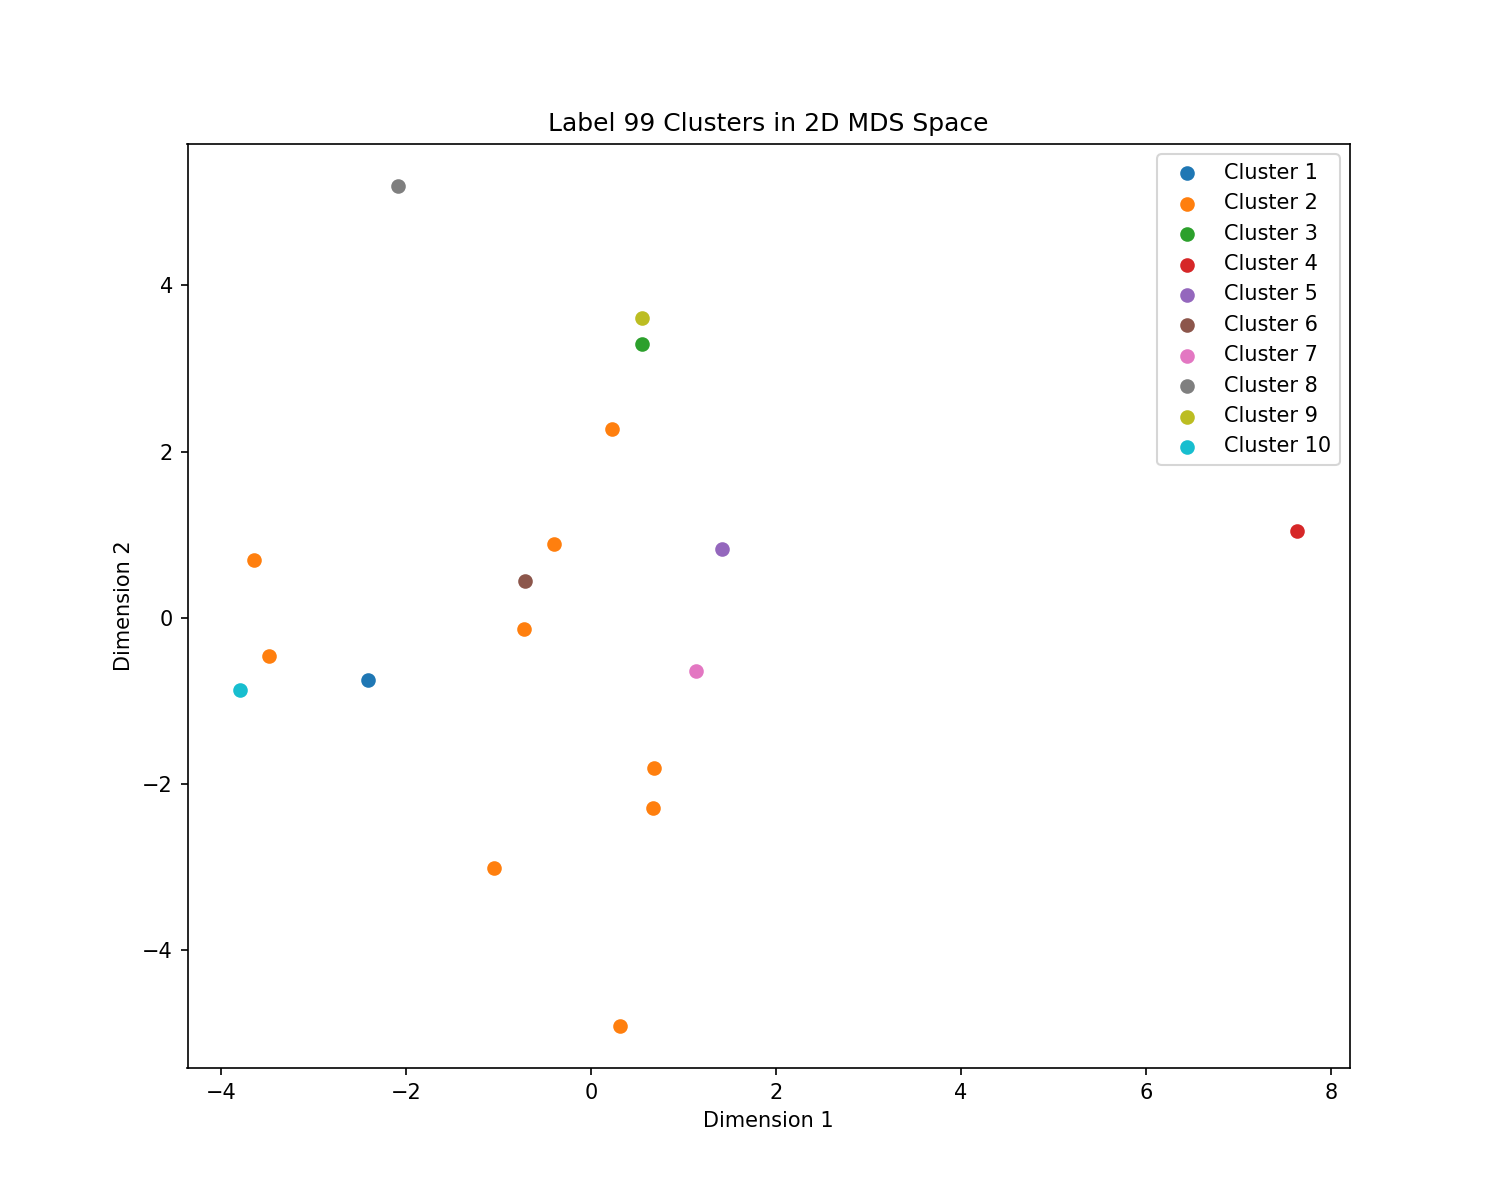 Label 99 Clusters in 2D MDS Space
Cluster 1
Cluster 2
Cluster 3
Cluster 4
Cluster 5
Cluster 6
Cluster 7
Cluster 8
Cluster 9
Cluster 10
Dimension 2
4
2
0
−2
−4
−4
−2
0
2
4
6
8
Dimension 1